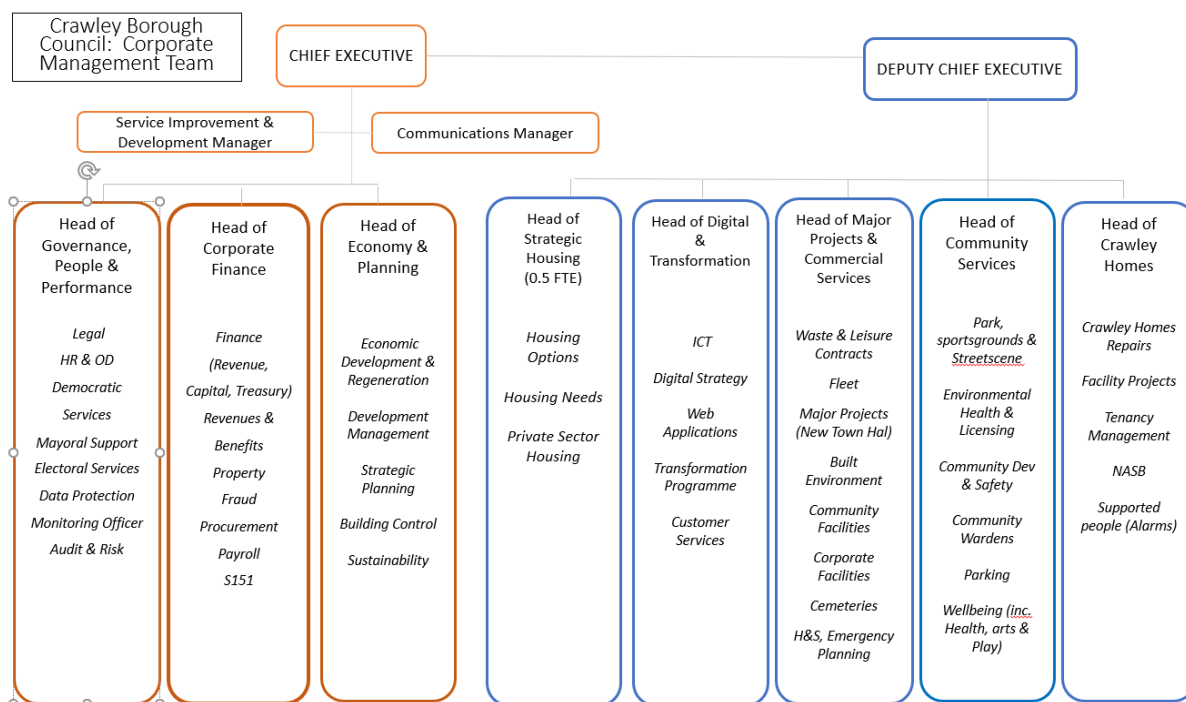 Crawley Borough
Council:  Corporate
Management Team
CHIEF EXECUTIVE
DEPUTY CHIEF EXECUTIVE
Service Improvement &
Development Manager
Communications Manager
Head of
Governance,
People &
Performance
Legal
HR & OD
Democratic
Services
Mayoral Support
Electoral Services
Data Protection
Monitoring Officer
Audit & Risk
Head of
Corporate
Finance
Finance
(Revenue,
Capital, Treasury)
Revenues &
Benefits
Property
Fraud
Procurement
Payroll
S151
Head of
Economy &
Planning
Economic
Development &
Regeneration
Development
Management
Strategic
Planning
Building Control
Sustainability
Head of
Strategic
Housing
(0.5 FTE)
Housing
Options
Housing Needs
Private Sector
Housing
Head of Digital
&
Transformation
ICT
Digital Strategy
Web
Applications
Transformation
Programme
Customer
Services
Head of Major
Projects &
Commercial
Services
Waste & Leisure
Contracts
Fleet
Major Projects
(New Town Hal)
Built
Environment
Community
Facilities
Corporate
Facilities
Cemeteries
H&S, Emergency
Planning
Head of
Community
Services
Park,
sportsgrounds &
Streetscene
Environmental
Health &
Licensing
Community Dev
& Safety
Community
Wardens
Parking
Wellbeing (inc.
Health, arts &
Play)
Head of
Crawley
Homes
Crawley Homes
Repairs
Facility Projects
Tenancy
Management
NASB
Supported
people (Alarms)